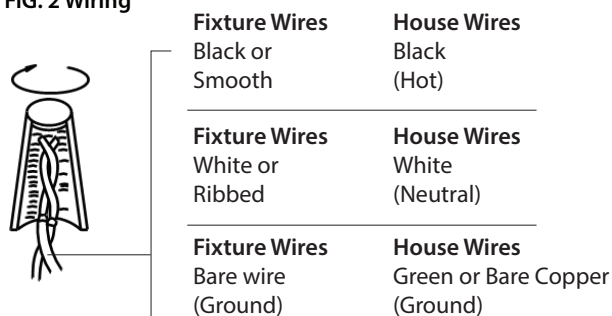 FIG. 2 Wiring
Fixture Wires House Wires
Black or Black
Smooth (Hot)
Fixture Wires House Wires
White or White
Ribbed (Neutral)
Fixture Wires House Wires
Bare wire Green or Bare Copper
(Ground) (Ground)